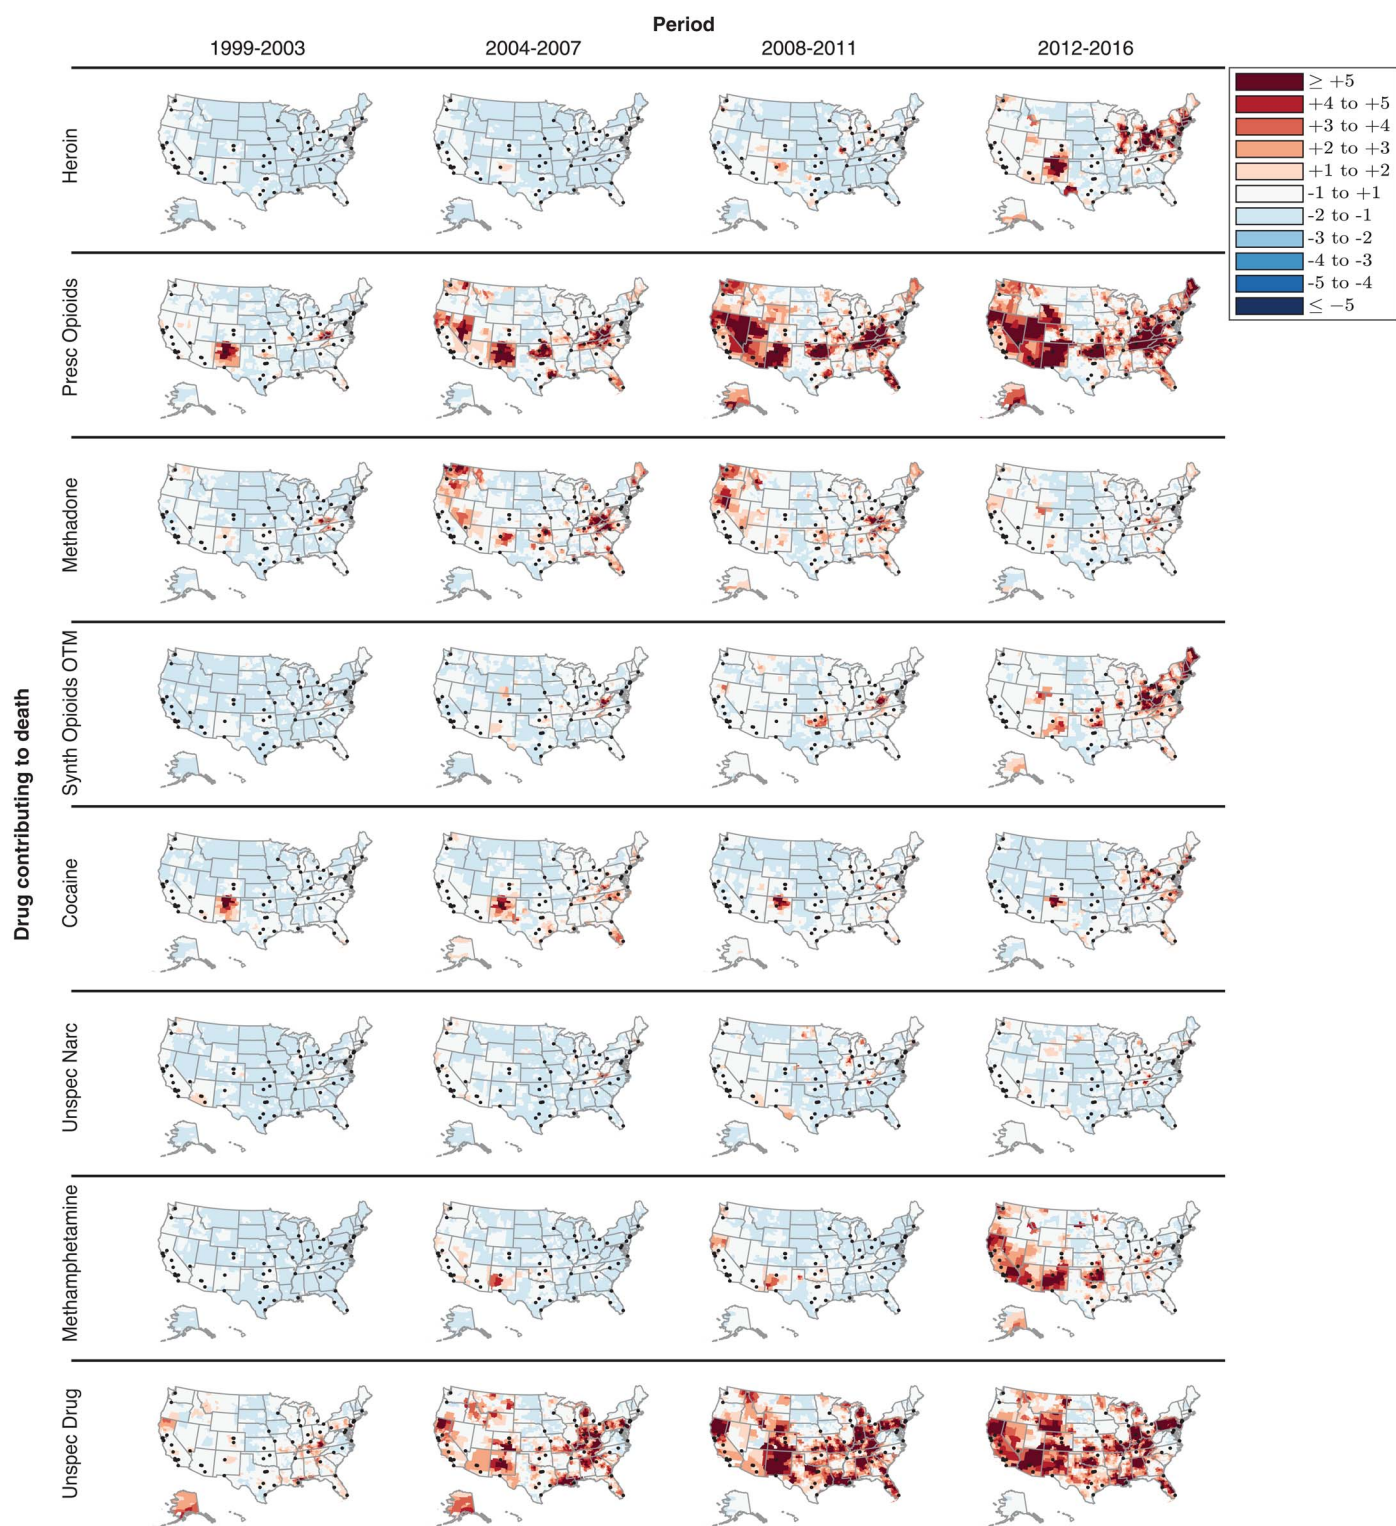 Period
1999-2003
2004-2007
2008-2011
2012-2016
≥ +5
+4 to +5
+3 to +4
+2 to +3
+1 to +2
-1 to +1
-2 to -1
-3 to -2
-4 to -3
-5 to -4
≤ −5
Drug contributing to death
Heroin
Presc Opioids
Methadone
Synth Opioids OTM
Cocaine
Unspec Narc
Methamphetamine
Unspec Drug